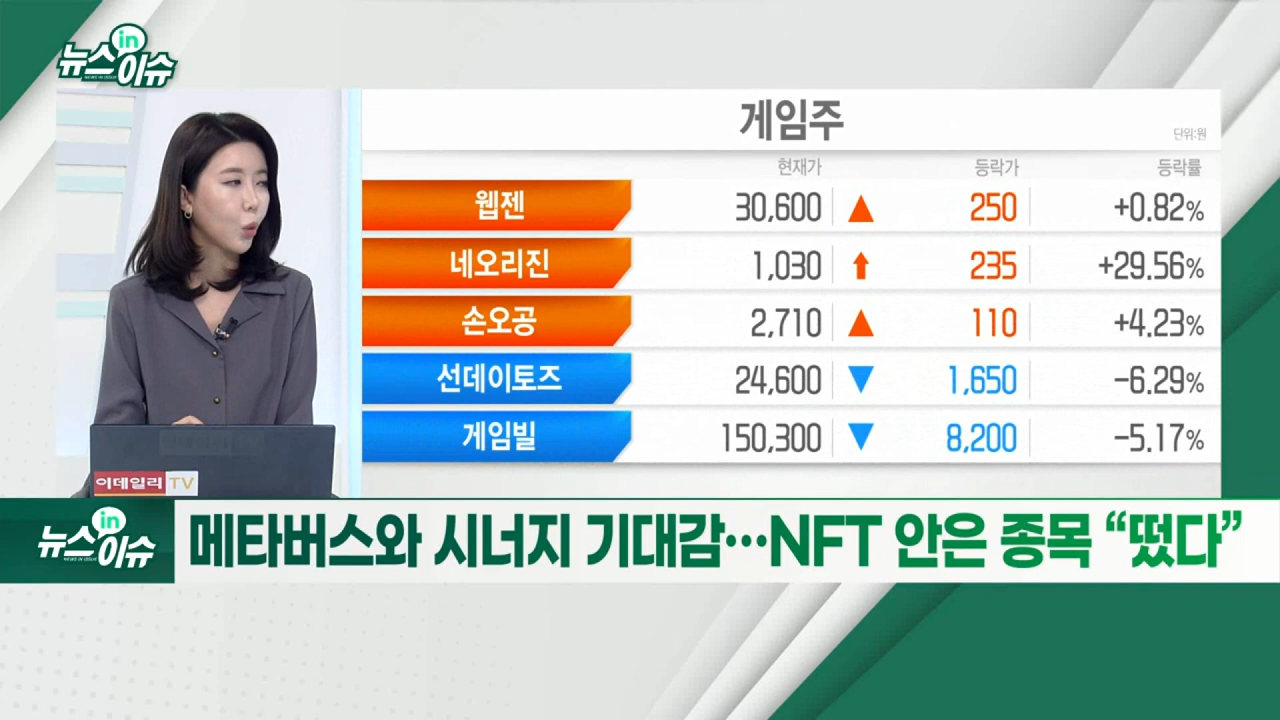 뉴스in이슈
게임주
단위:원
현재가 등락가 등락률
웹젠 30,600 ▲ 250 +0.82%
네오리진 1,030 ⬆ 235 +29.56%
손오공 2,710 ▲ 110 +4.23%
선데이토즈 24,600 ▼ 1,650 -6.29%
게임빌 150,300 ▼ 8,200 -5.17%
이데일리TV
뉴스in이슈
메타버스와 시너지 기대감…NFT 안은 종목 “떴다”